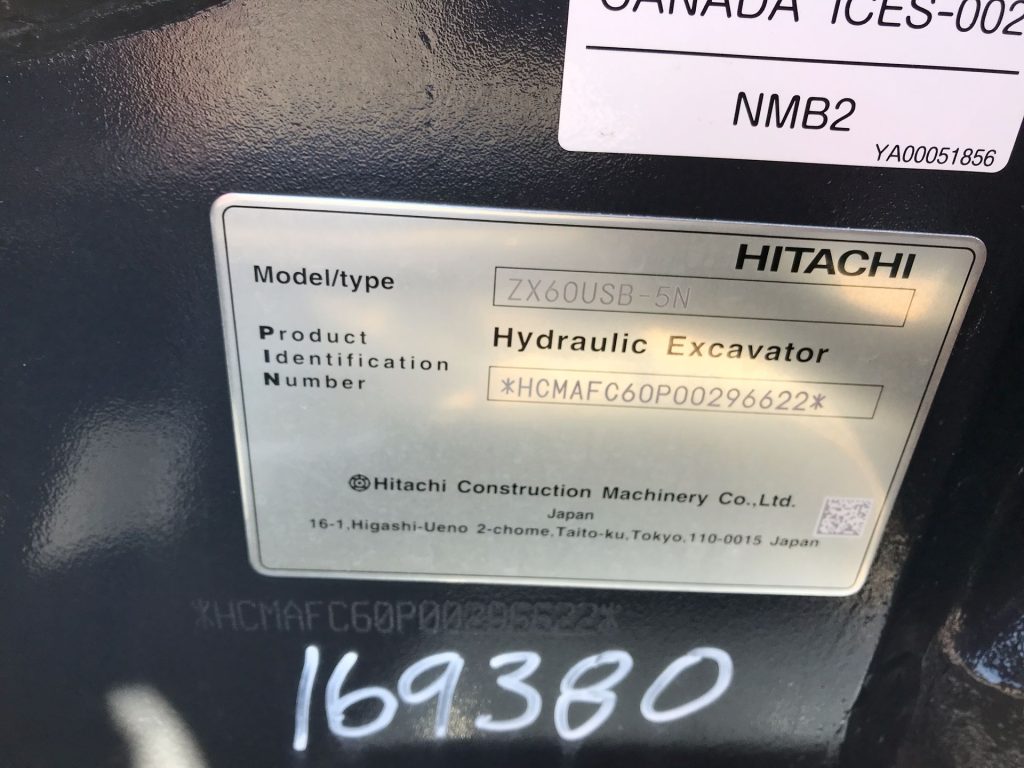 CANADA ICES-002
NMB2
YA00051856
HITACHI
Model/type ZX60USB-5N
Hydraulic Excavator
Product
Identification
Number
*HCMAFC60P00296622*
Hitachi Construction Machinery Co.,Ltd.
Japan
16-1,Higashi-Ueno 2-chome,Taito-ku,Tokyo,110-0015 Japan
*HCMAFC60P00296622*
169380